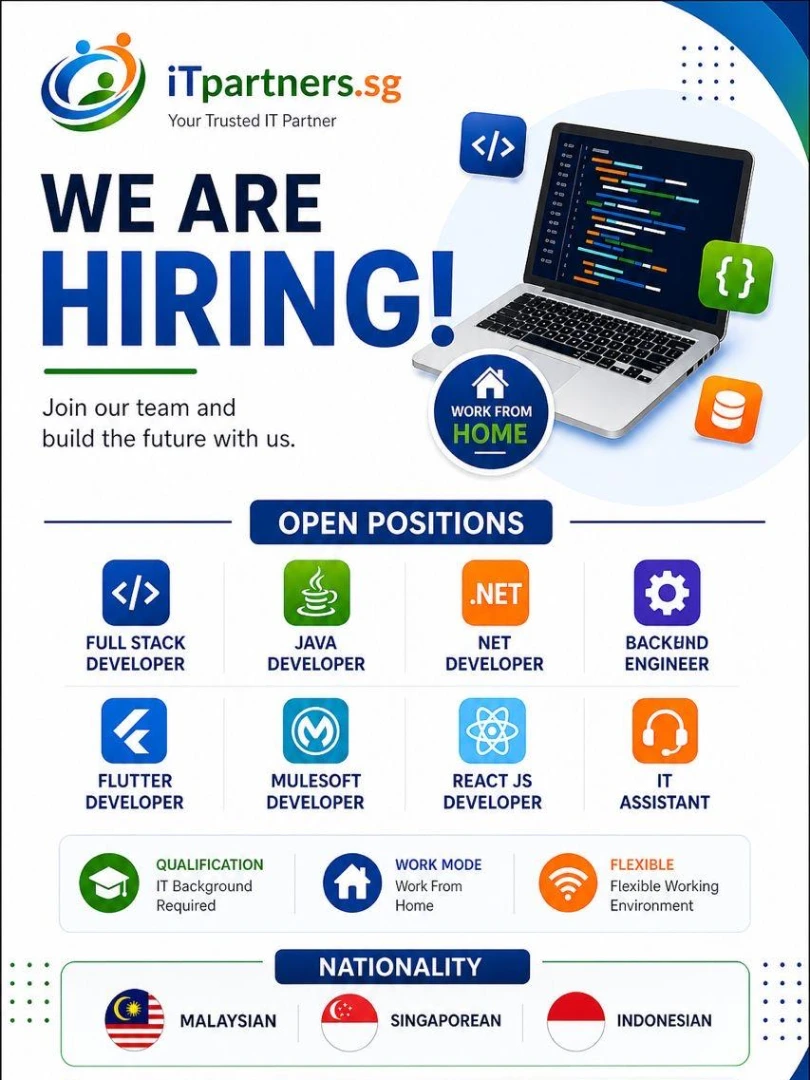 iTpartners.sg
Your Trusted IT Partner
WE ARE
HIRING!
Join our team and
build the future with us.
</>
{}
WORK FROM
HOME
OPEN POSITIONS
</>
FULL STACK
DEVELOPER
JAVA
DEVELOPER
.NET
NET
DEVELOPER
ENGINEER
FLUTTER
DEVELOPER
MULESOFT
DEVELOPER
REACT JS
DEVELOPER
IT
ASSISTANT
QUALIFICATION
IT Background
Required
WORK MODE
Work From
Home
FLEXIBLE
Flexible Working
Environment
NATIONALITY
MALAYSIAN
SINGAPOREAN
INDONESIAN